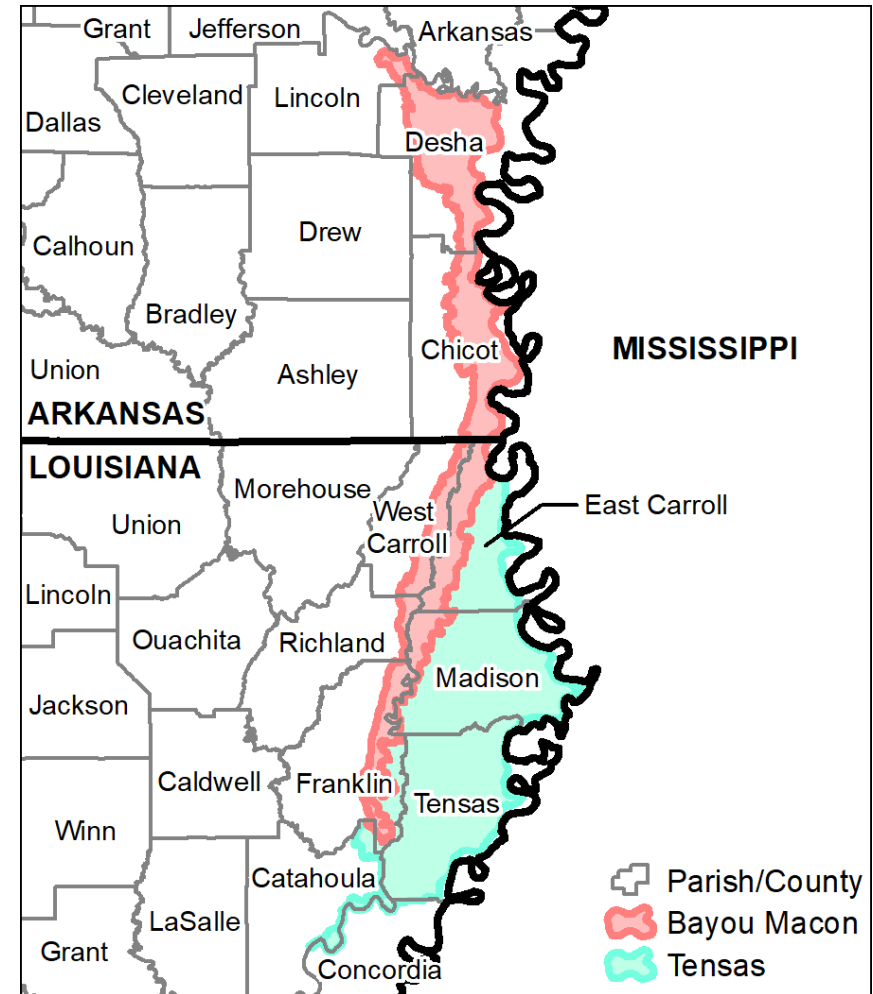 Grant
Jefferson
Arkansas
Cleveland
Lincoln
Dallas
Desha
Drew
Calhoun
Bradley
Chicot
MISSISSIPPI
Union
Ashley
ARKANSAS
LOUISIANA
Morehouse
West
Carroll
East Carroll
Union
Lincoln
Ouachita
Richland
Madison
Jackson
Caldwell
Franklin
Tensas
Winn
Catahoula
Parish/County
LaSalle
Bayou Macon
Grant
Concordia
Tensas